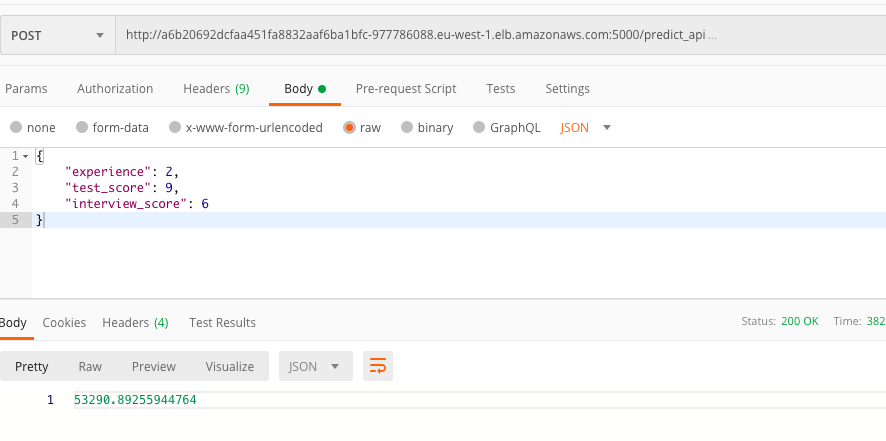 POST http://a6b20692dcfaa451fa8832aaf6ba1bfc-977786088.eu-west-1.elb.amazonaws.com:5000/predict_api ...
Params Authorization Headers (9) Body Pre-request Script Tests Settings
none form-data x-www-form-urlencoded raw binary GraphQL JSON
1 {
2 "experience": 2,
3 "test_score": 9,
4 "interview_score": 6
5 }
Body Cookies Headers (4) Test Results Status: 200 OK Time: 382
Pretty Raw Preview Visualize JSON
1 53290.89255944764